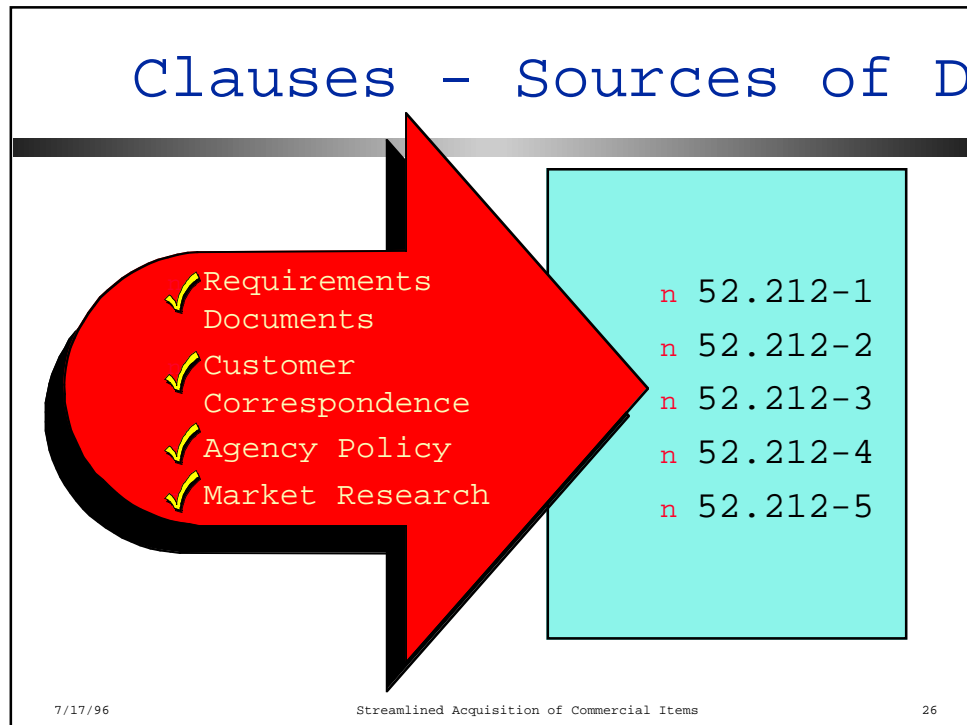 Clauses - Sources of D
Requirements
Documents
Customer
Correspondence
Agency Policy
Market Research
n 52.212-1
n 52.212-2
n 52.212-3
n 52.212-4
n 52.212-5
7/17/96 Streamlined Acquisition of Commercial Items 26